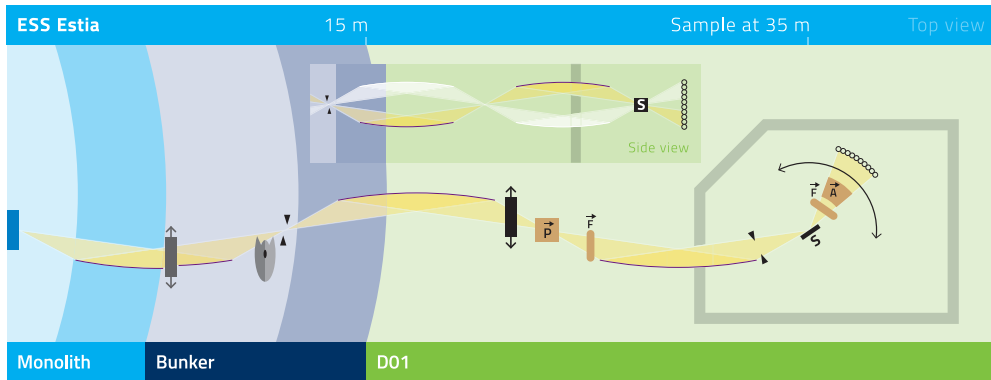 ESS Estia
15 m
Sample at 35 m
Top view
S
Side view
F
A
P
F
S
Monolith
Bunker
D01